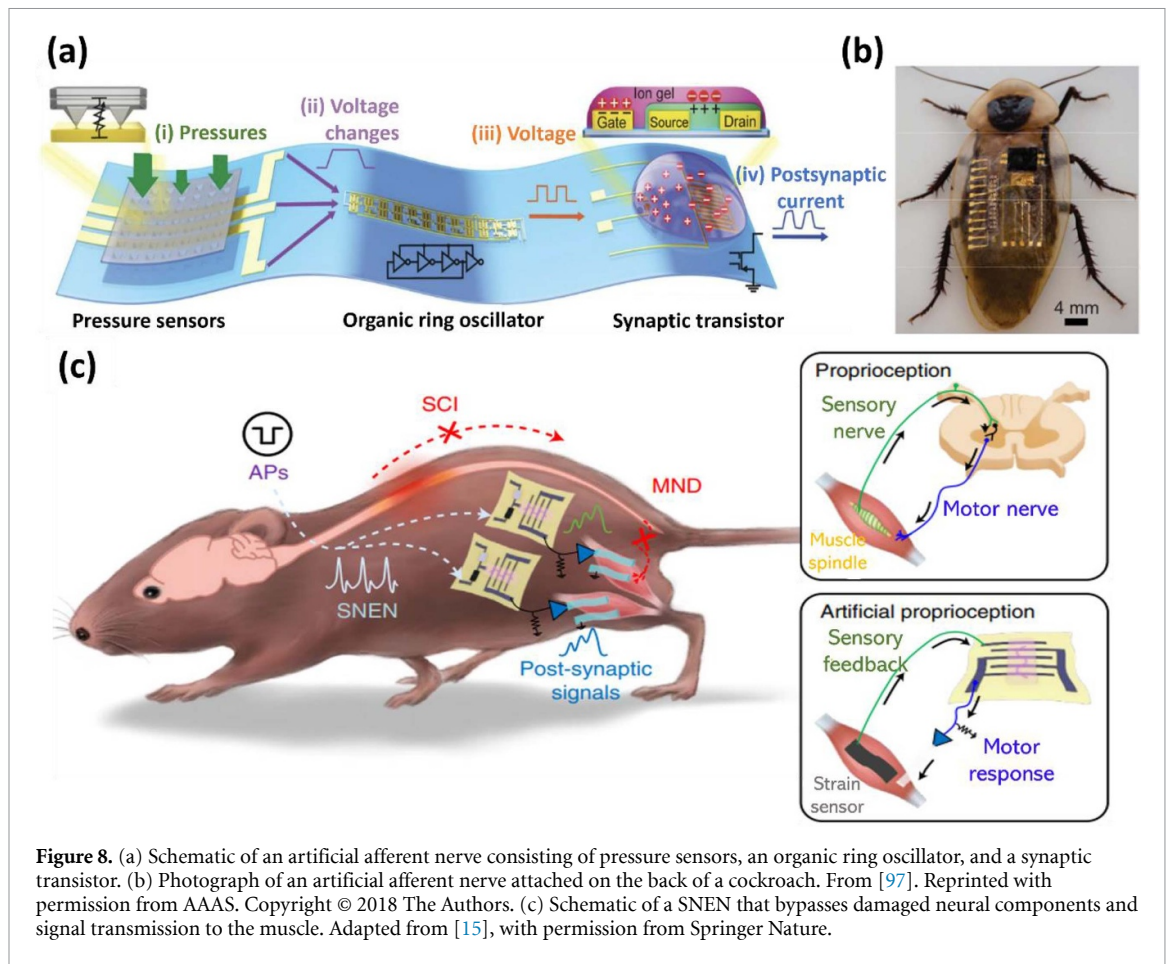 (a)
(b)
Ion gel
Gate
Source
Drain
(i) Pressures
(ii) Voltage
changes
(iii) Voltage
(iv) Postsynaptic
current
Pressure sensors
Organic ring oscillator
Synaptic transistor
4 mm
(c)
SCI
APs
MND
SNEN
Post-synaptic
signals
Proprioception
Sensory
nerve
Motor nerve
Muscle
spindle
Artificial proprioception
Sensory
feedback
Motor
response
Strain
sensor
Figure 8. (a) Schematic of an artificial afferent nerve consisting of pressure sensors, an organic ring oscillator, and a synaptic
transistor. (b) Photograph of an artificial afferent nerve attached on the back of a cockroach. From [97]. Reprinted with
permission from AAAS. Copyright © 2018 The Authors. (c) Schematic of a SNEN that bypasses damaged neural components and
signal transmission to the muscle. Adapted from [15], with permission from Springer Nature.